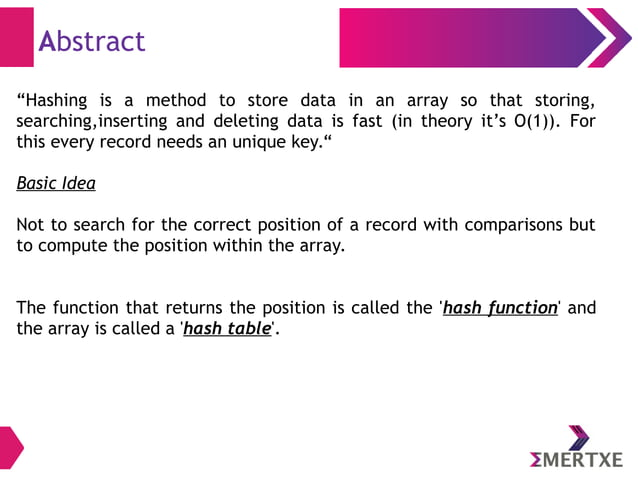 Abstract
“Hashing is a method to store data in an array so that storing,
searching,inserting and deleting data is fast (in theory it’s O(1)). For
this every record needs an unique key.“
Basic Idea
Not to search for the correct position of a record with comparisons but
to compute the position within the array.
The function that returns the position is called the 'hash function' and
the array is called a 'hash table'.
EMERTXE